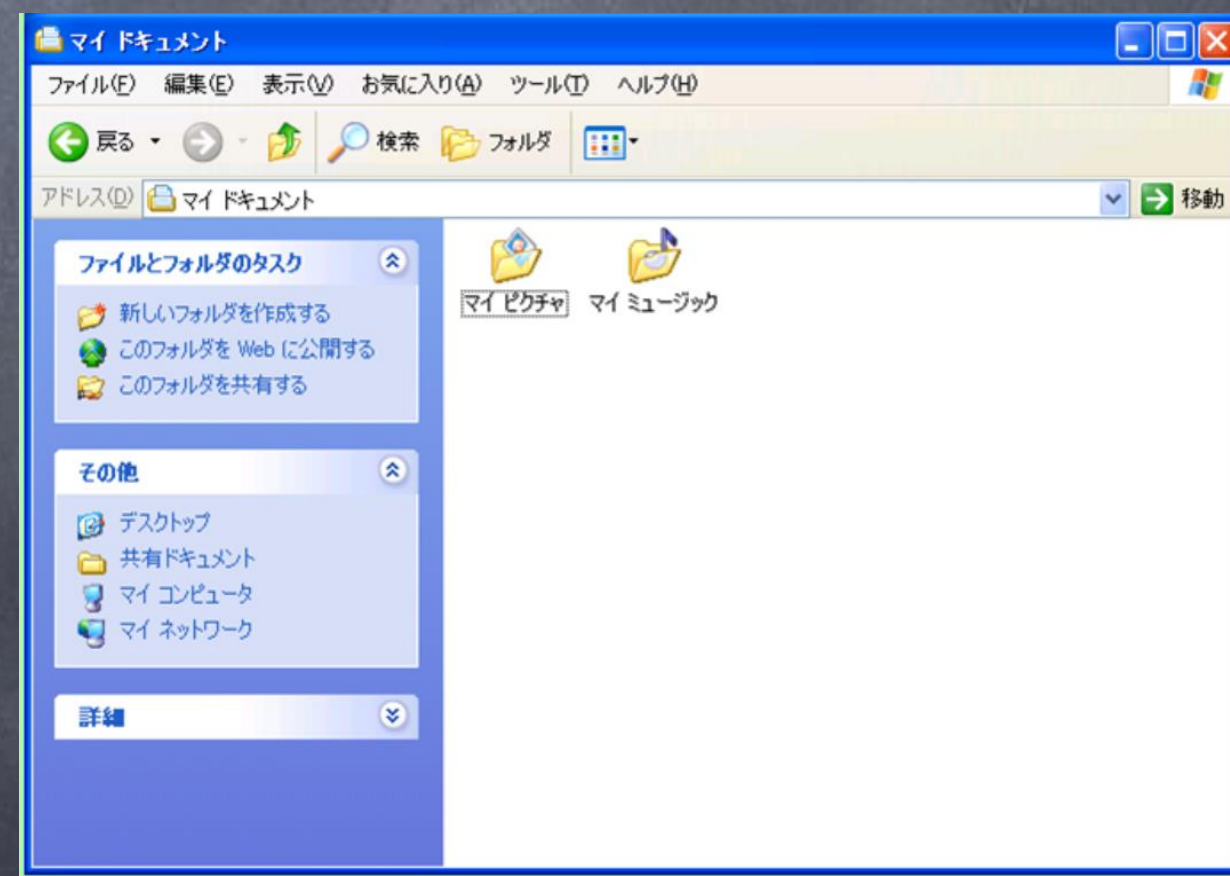 マイ ドキュメント
ファイル(F) 編集(E) 表示(V) お気に入り(A) ツール(T) ヘルプ(H)
戻る 検索 フォルダ
アドレス(D) マイ ドキュメント 移動
ファイルとフォルダのタスク
新しいフォルダを作成する
このフォルダを Web に公開する
このフォルダを共有する
その他
デスクトップ
共有ドキュメント
マイ コンピュータ
マイ ネットワーク
詳細
マイ ピクチャ マイ ミュージック